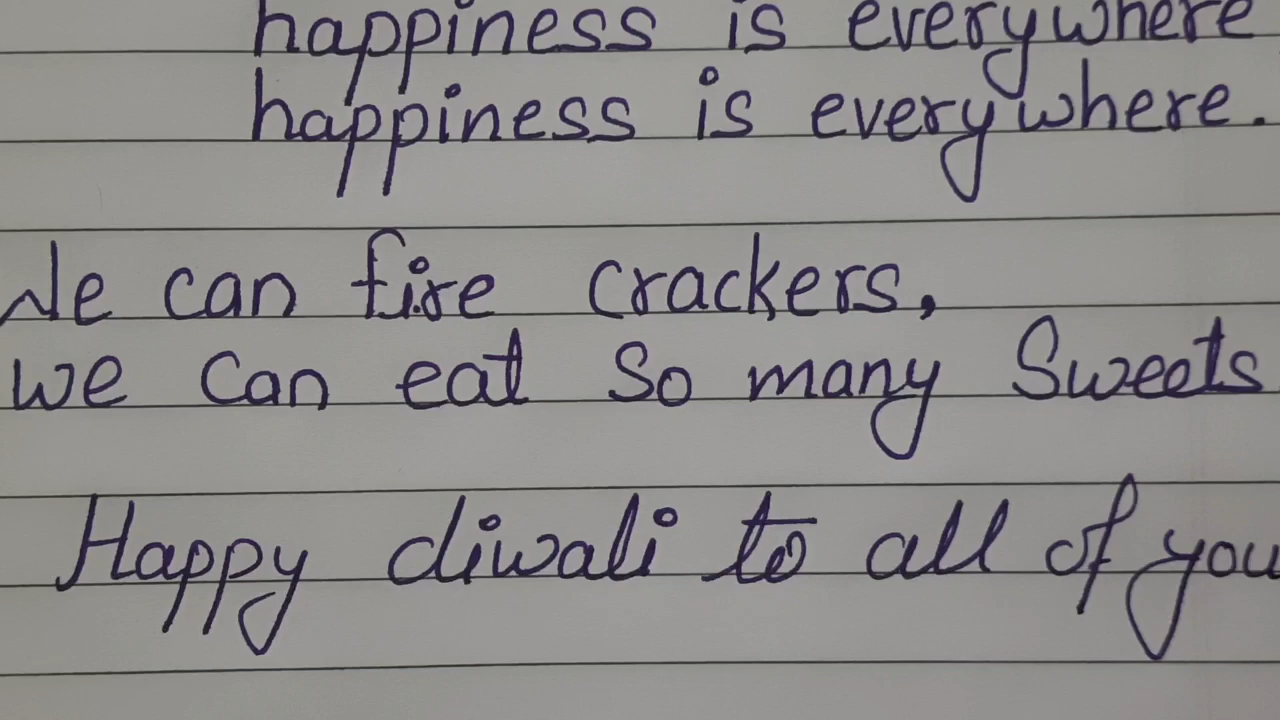 happiness is everywhere
happiness is everywhere.
We can fire crackers,
we can eat so many Sweets
Happy diwali to all of you